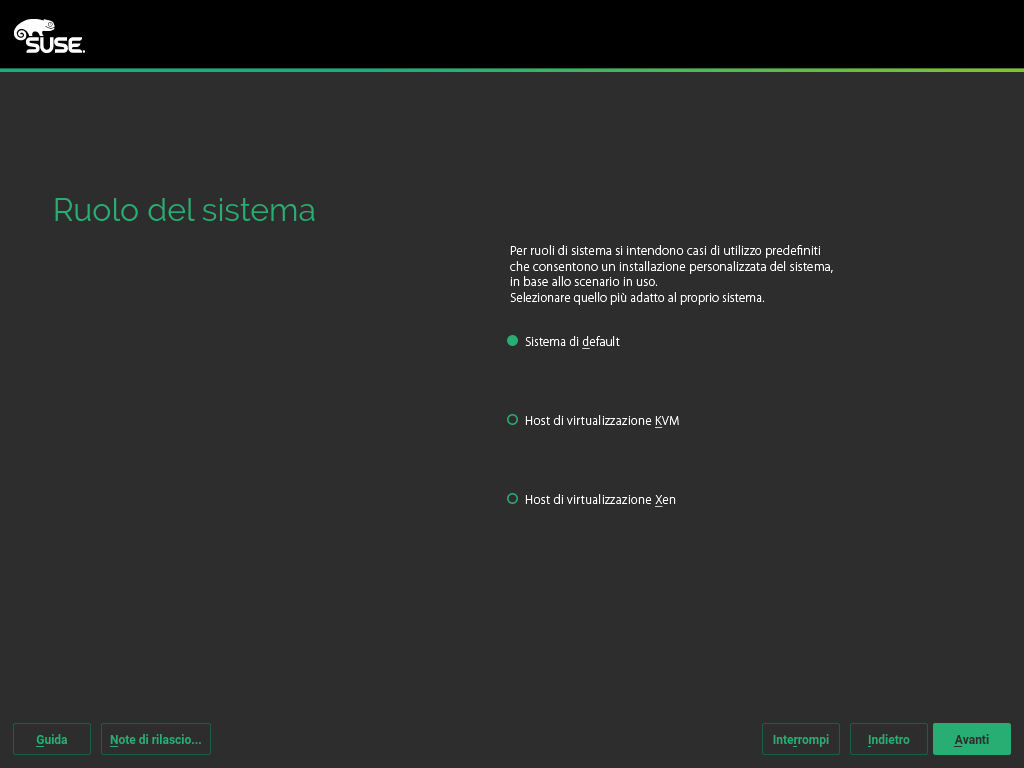 SUSE.
Ruolo del sistema
Per ruoli di sistema si intendono casi di utilizzo predefiniti
che consentono un installazione personalizzata del sistema,
in base allo scenario in uso.
Selezionare quello più adatto al proprio sistema.
Sistema di default
Host di virtualizzazione KVM
Host di virtualizzazione Xen
Guida
Note di rilascio...
Interrompi
Indietro
Avanti